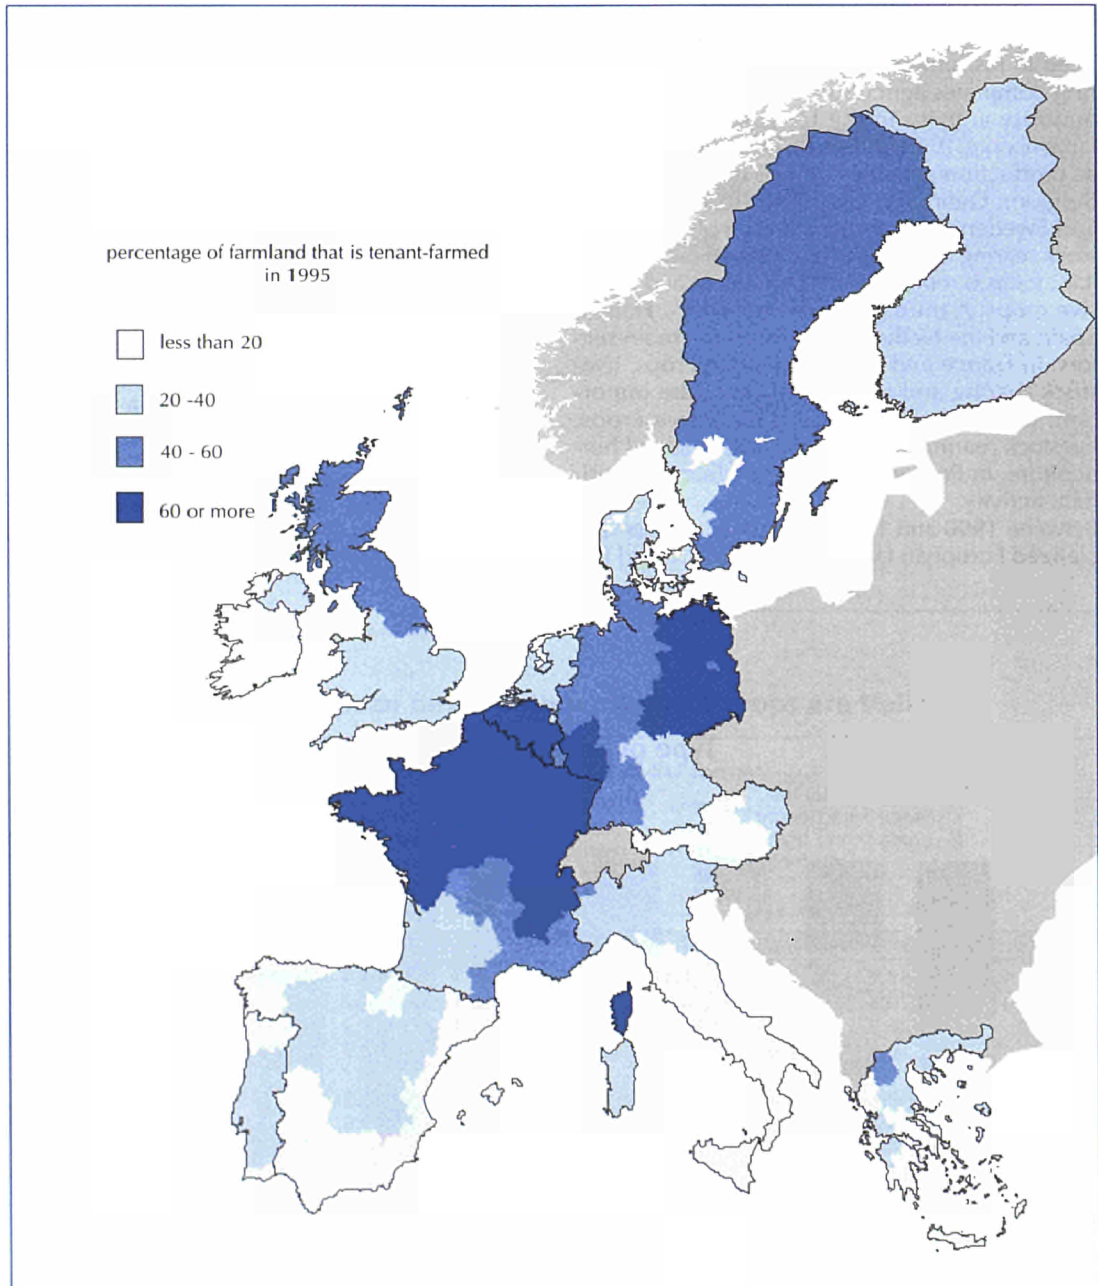 percentage of farmland that is tenant-farmed
in 1995
less than 20
20 -40
40 - 60
60 or more